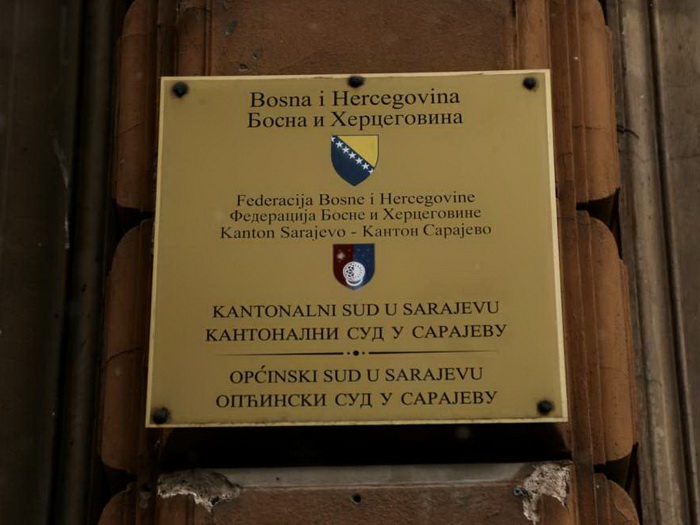 Bosna i Hercegovina
Босна и Херцеговина
Federacija Bosne i Hercegovine
Федерација Босне и Херцеговине
Kanton Sarajevo - Кантон Сарајево
KANTONALNI SUD U SARAJEVU
КАНТОНАЛНИ СУД У САРАЈЕВУ
OPĆINSKI SUD U SARAJEVU
ОПЋИНСКИ СУД У САРАЈЕВУ